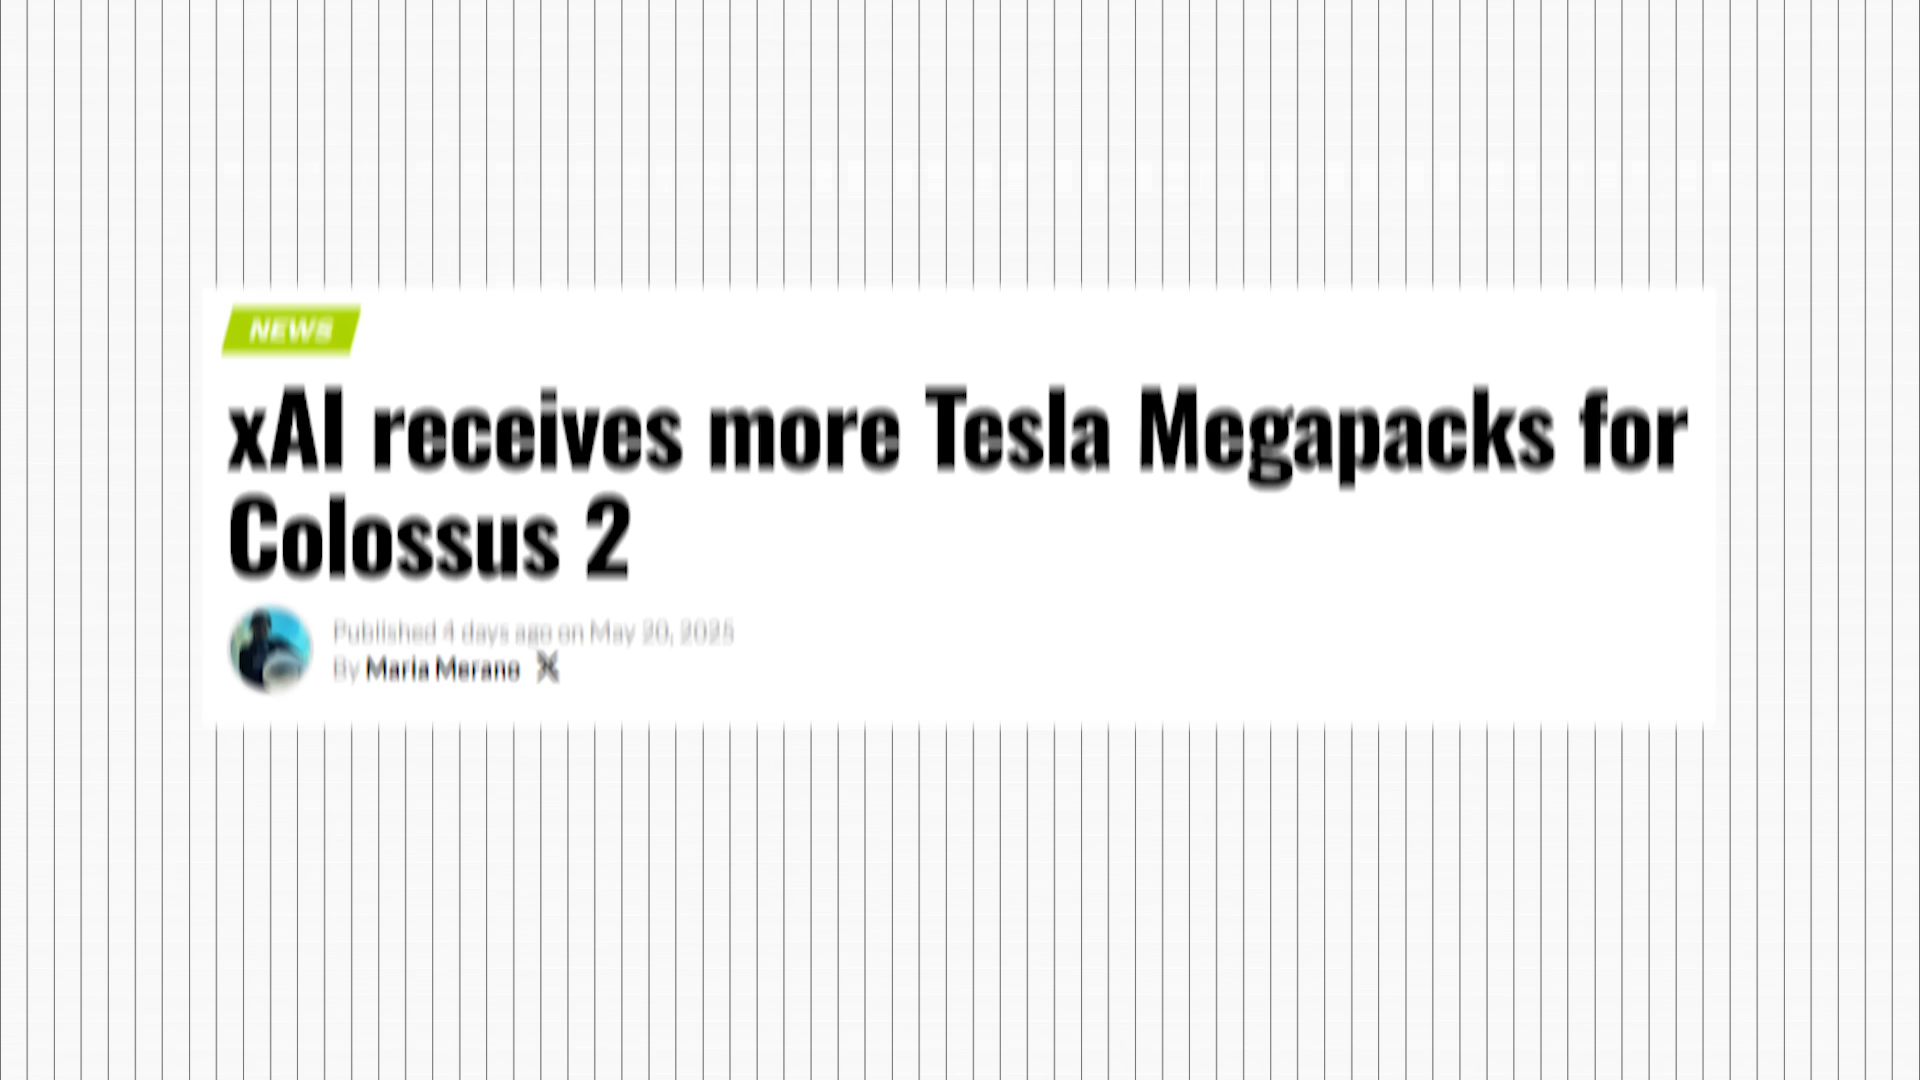 NEWS
xAI receives more Tesla Megapacks for
Colossus 2
Published 4 days ago on May 20, 2025
By Maria Merano X